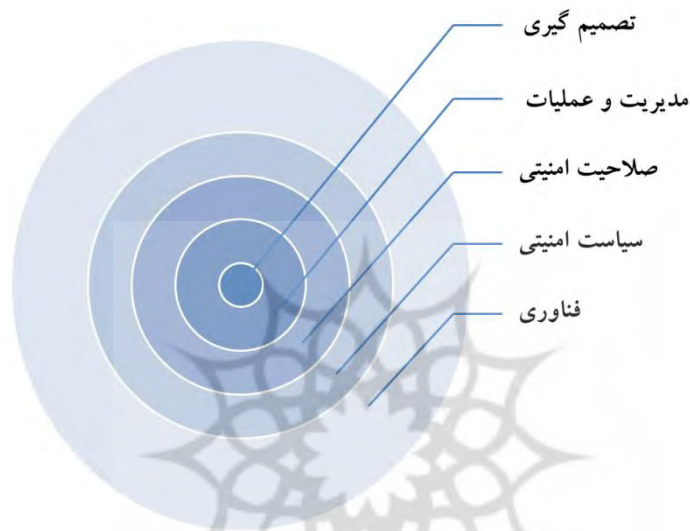 تصمیم گیری
مدیریت و عملیات
صلاحیت امنیتی
سیاست امنیتی
فناوری